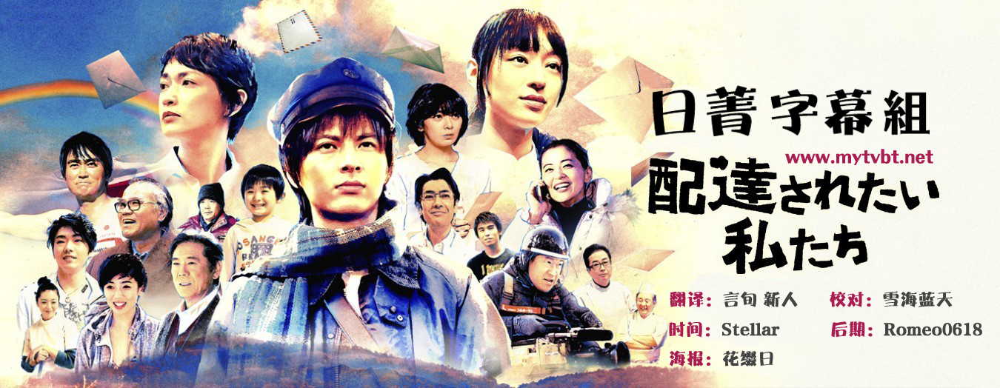 日菁字幕組
www.mytvbt.net
配達されたい
私たち
翻译：言旬 新人 校对：雪海蓝天
时间：Stellar 后期：Romeo0618
海报：花缀日